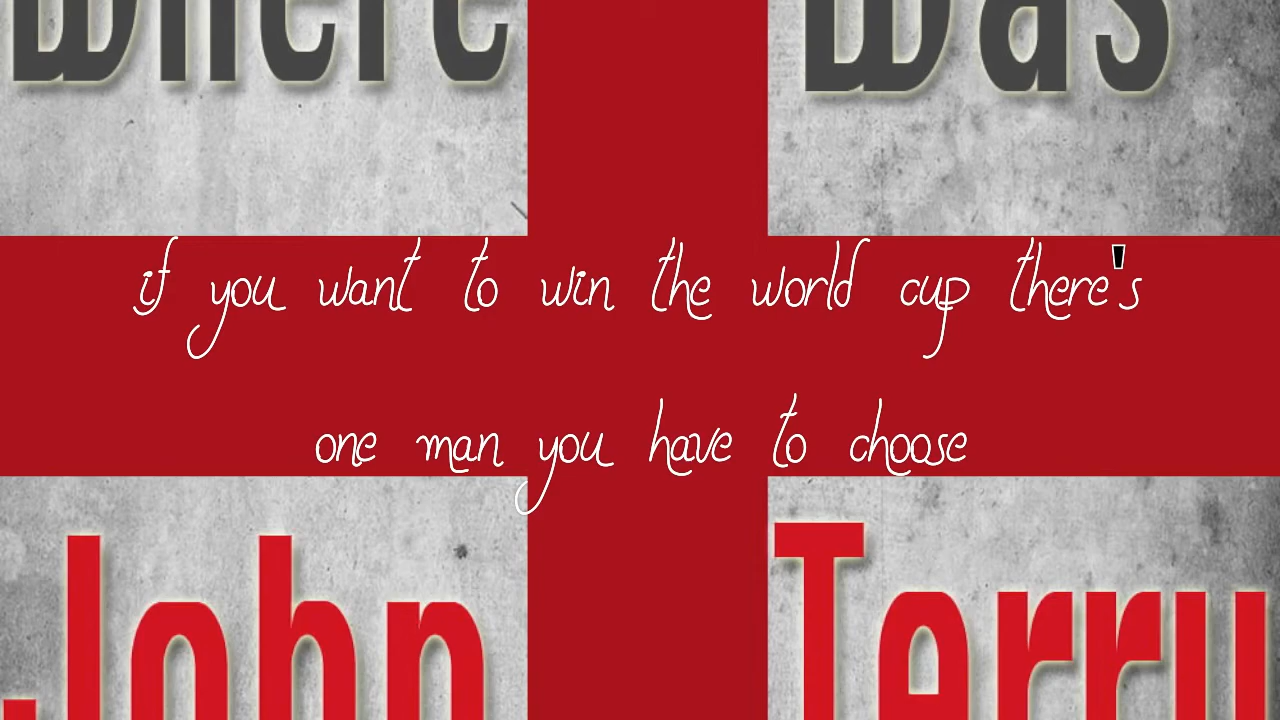 where was
if you want to win the world cup there's
one man you have to choose
John Terry